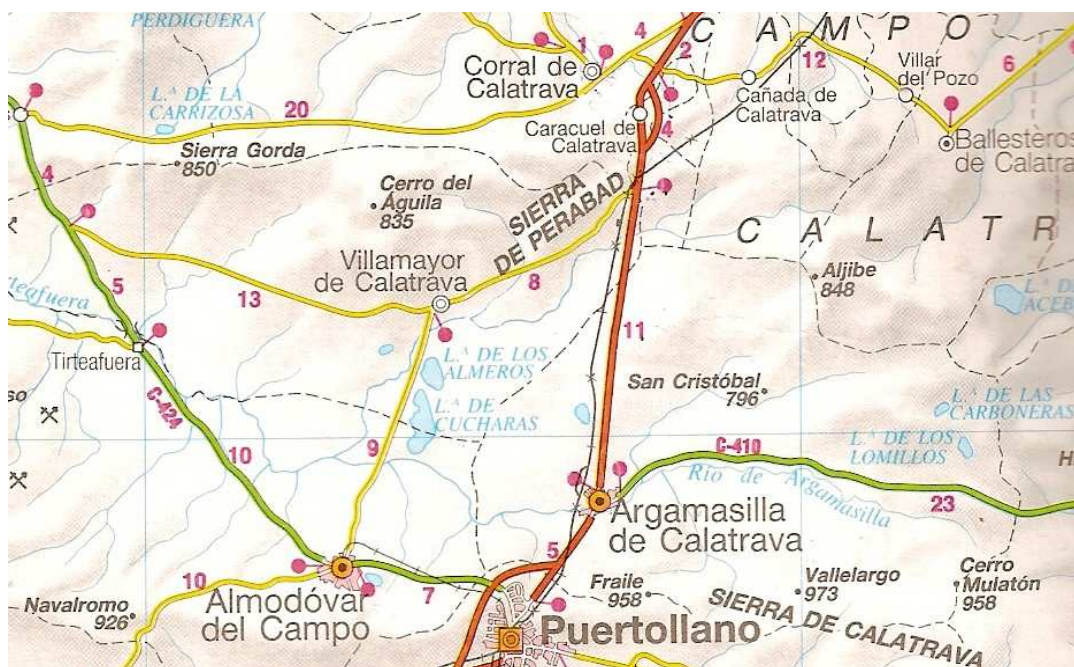 PERDIGUERA
C A M P O
1
4
2
12
6
Corral de
Calatrava
Villar
del Pozo
Cañada de
Calatrava
L.ª DE LA
CARRIZOSA
20
Caracuel de
Calatrava
4
Ballesteros
de Calatra
Sierra Gorda
850
4
Cerro del
Águila
835
SIERRA
DE PERABAD
C A L A T R
Villamayor
de Calatrava
8
Aljibe
848
L.ª D
ACEB
teafuera
5
13
11
Tirteafuera
L.ª DE LOS
ALMEROS
San Cristóbal
796
L.ª DE LAS
CARBONERAS
so
C-424
L.ª DE
CUCHARAS
10
9
C-410
L.ª DE LOS
LOMILLOS
Río de Argamasilla
23
H
Argamasilla
de Calatrava
5
10
7
Almodóvar
del Campo
Navalromo
926
Fraile
958
Vallelargo
973
Cerro
Mulatón
958
Puertollano
SIERRA DE CALATRAVA